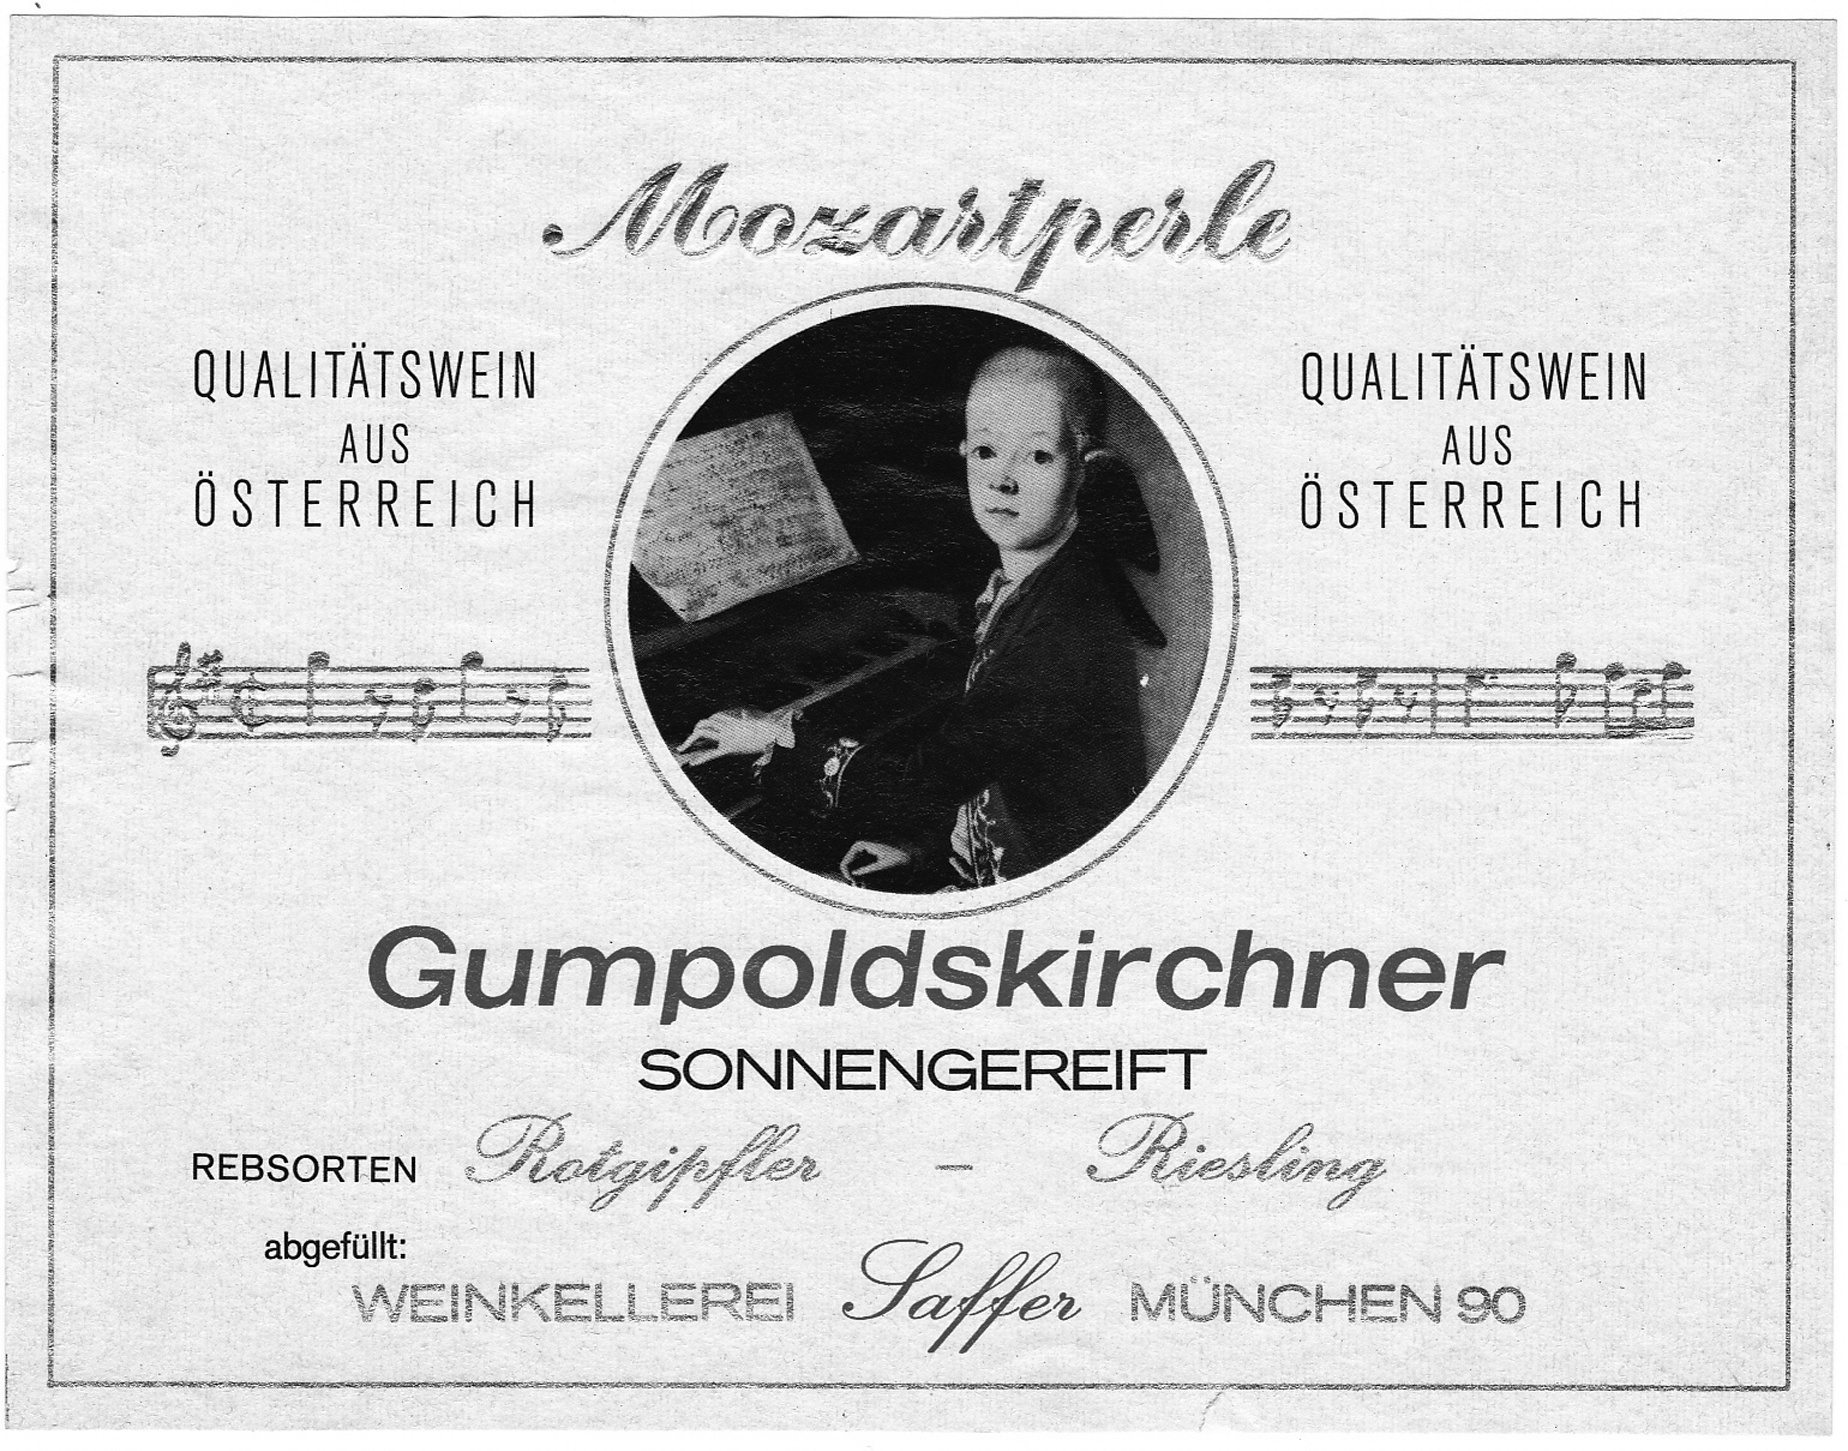 Mozartperle
QUALITÄTSWEIN
AUS
ÖSTERREICH
QUALITÄTSWEIN
AUS
ÖSTERREICH
Gumpoldskirchner
SONNENGEREIFT
REBSORTEN Rotgipfler – Riesling
abgefüllt:
WEINKELLEREI Saffer MÜNCHEN 90